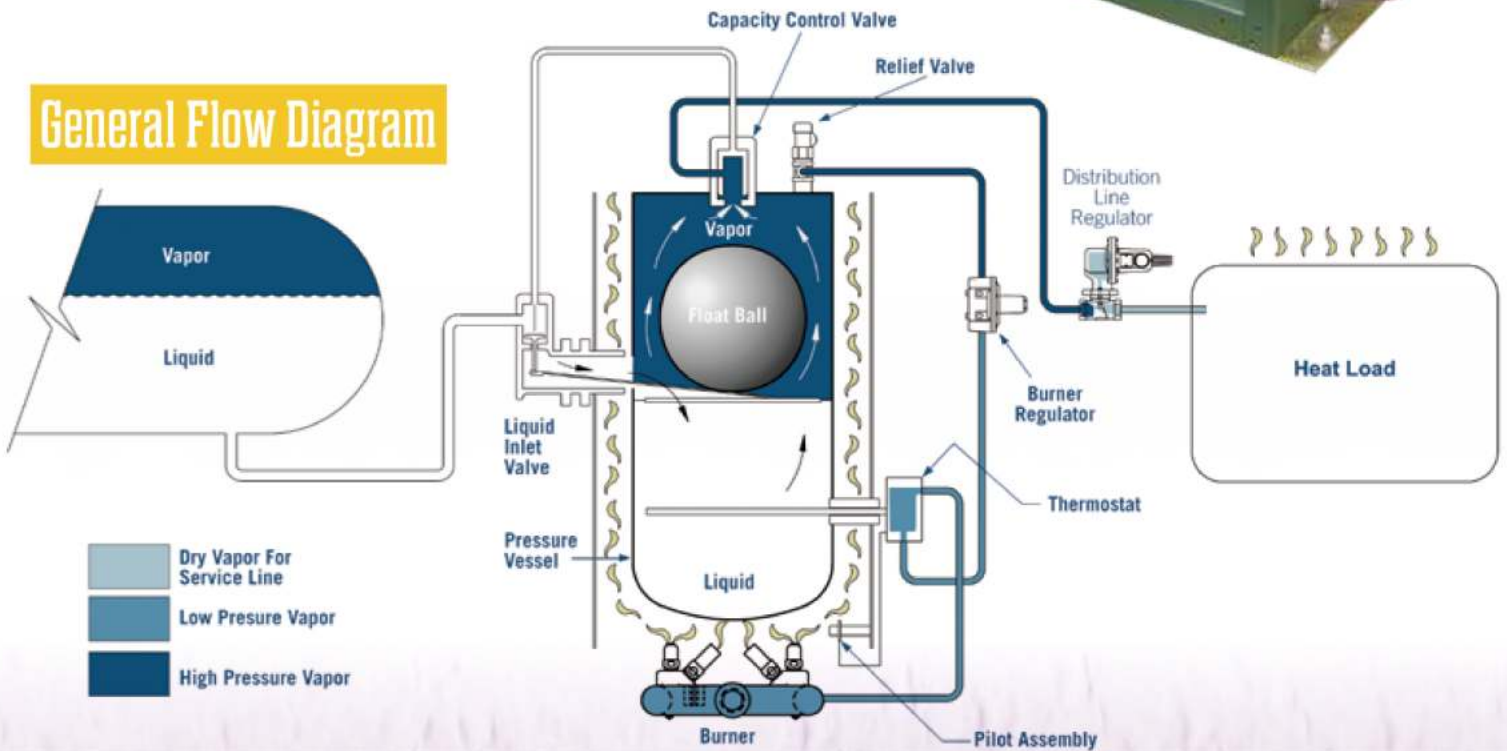 Capacity Control Valve
Relief Valve
General Flow Diagram
Distribution
Line
Regulator
Vapor
Vapor
Float Ball
Liquid
Heat Load
Burner
Regulator
Liquid
Inlet
Valve
Thermostat
Pressure
Vessel
Liquid
Dry Vapor For
Service Line
Low Presure Vapor
High Pressure Vapor
Burner
Pilot Assembly